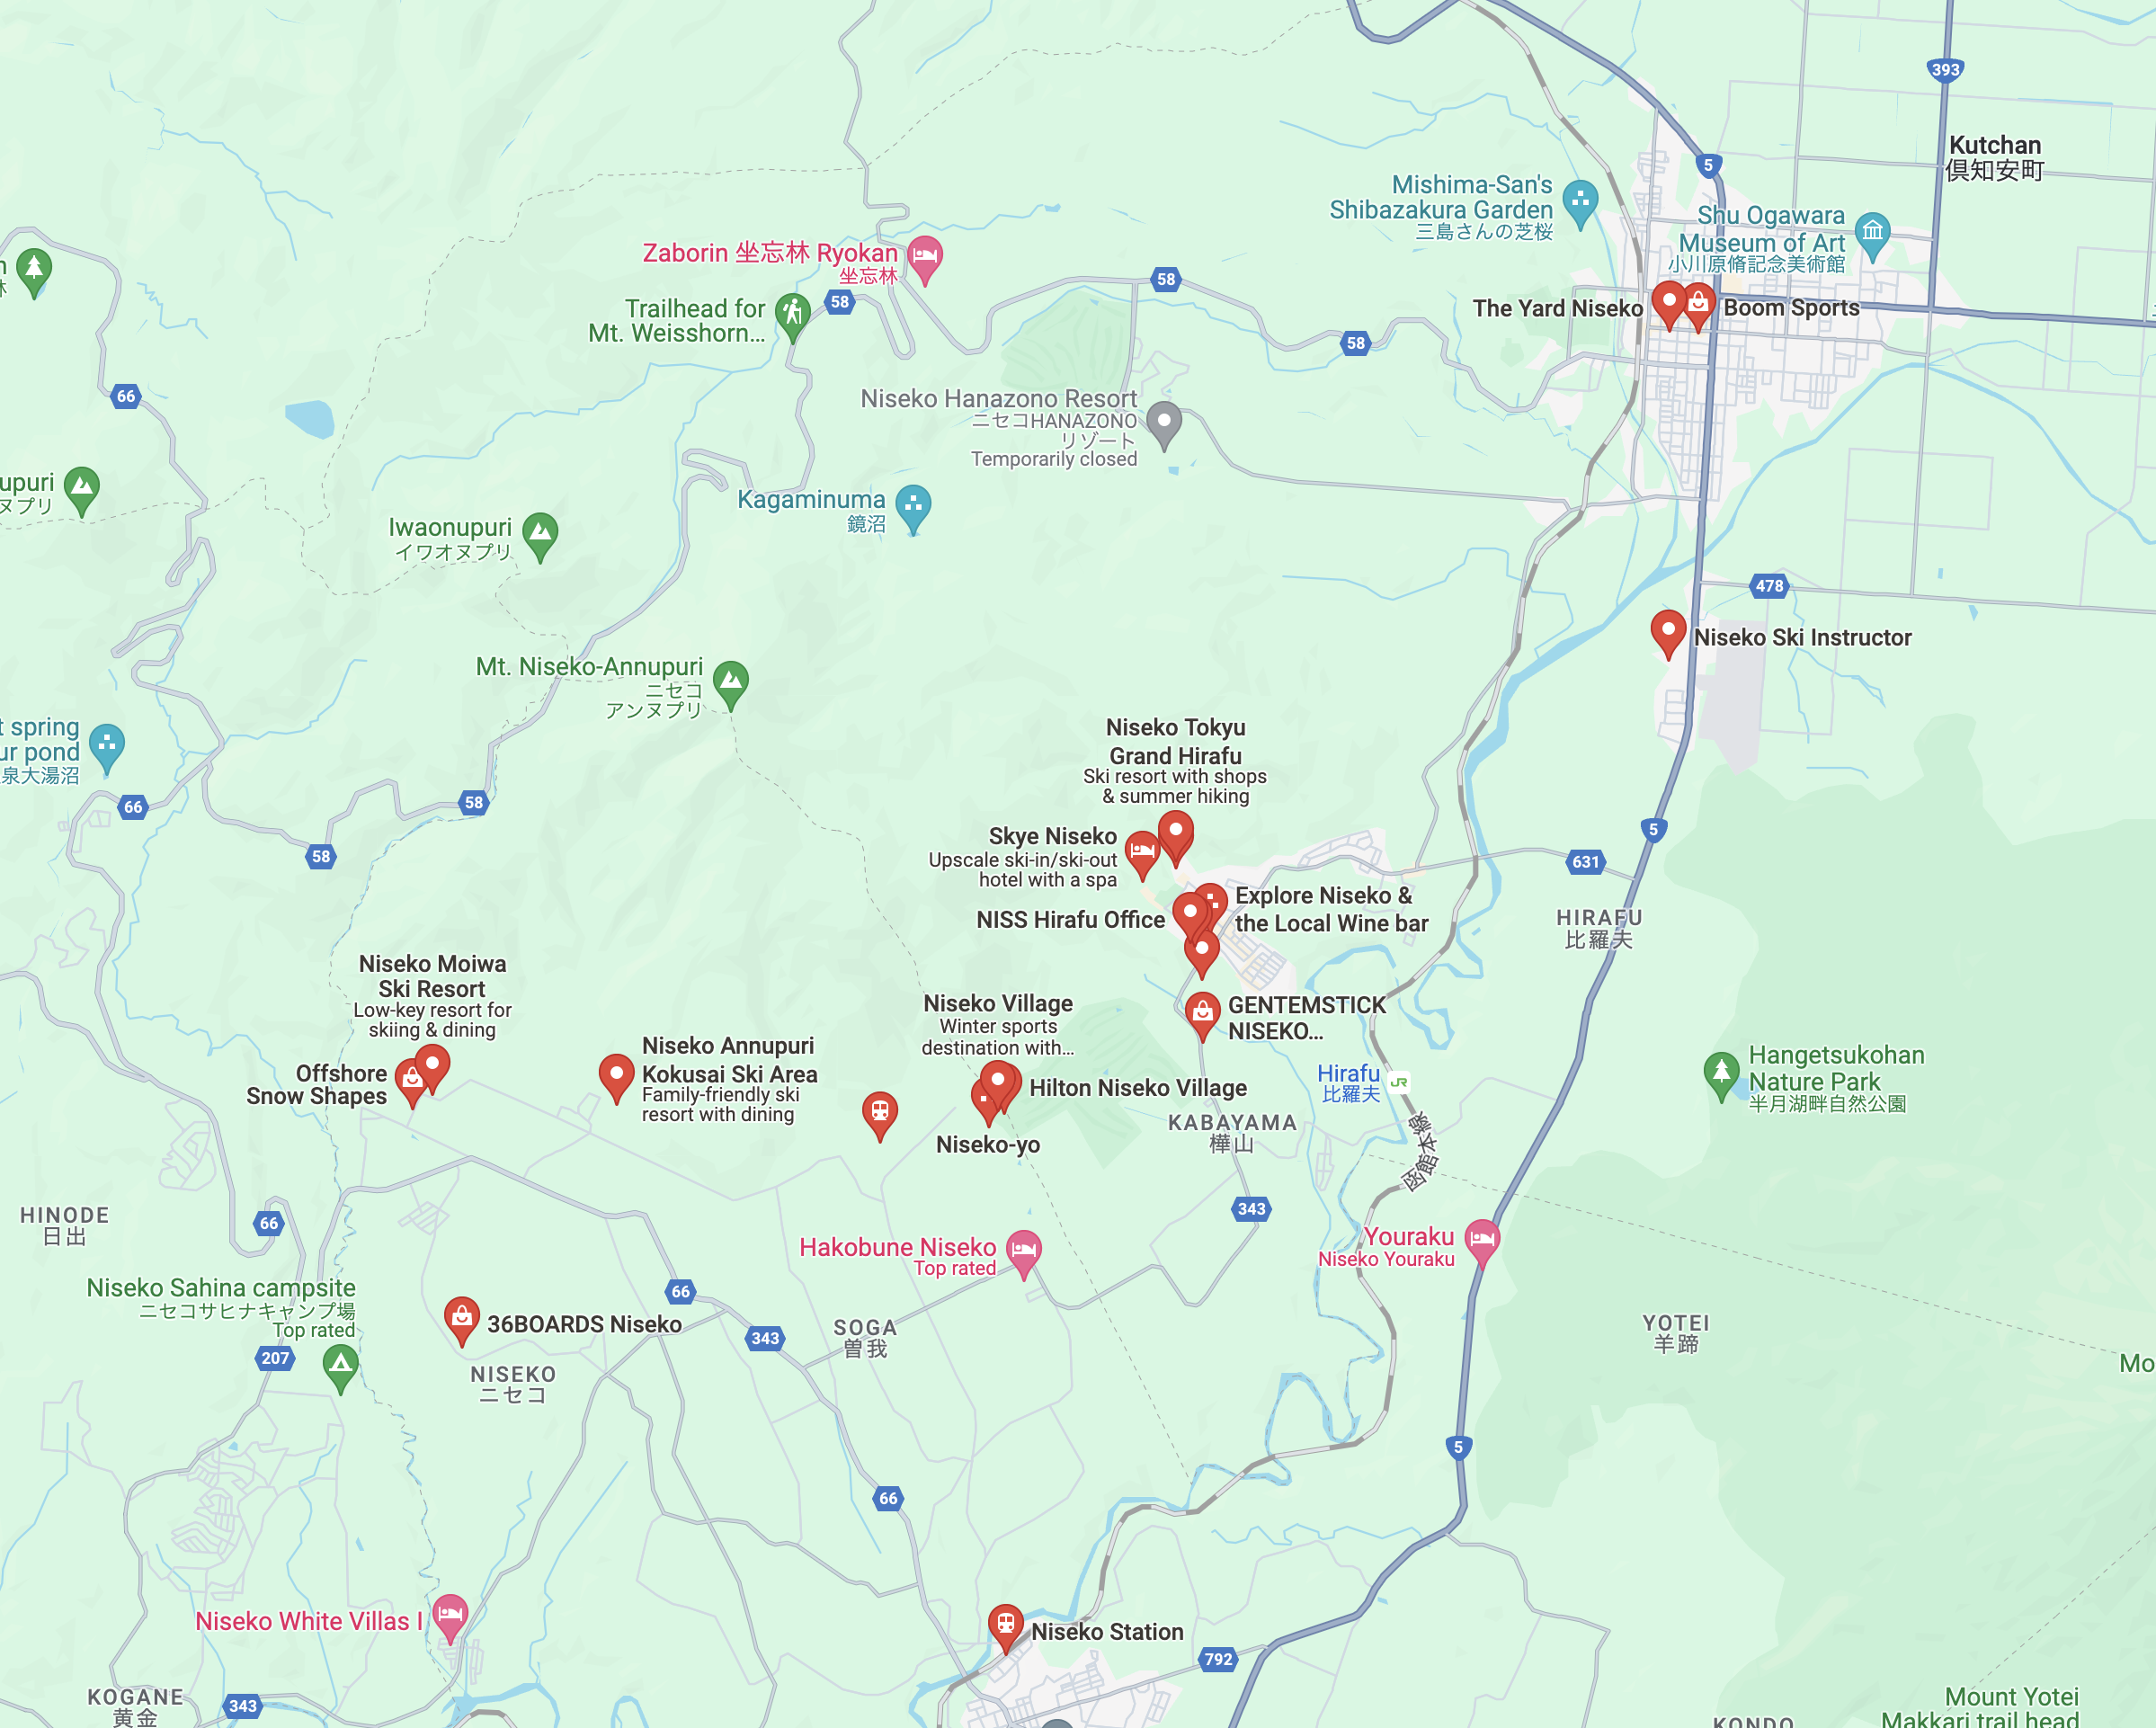 393
Kutchan
倶知安町
5
Mishima-San's
Shibazakura Garden
三島さんの芝桜
Shu Ogawara
Museum of Art
小川原脩記念美術館
Zaborin 坐忘林 Ryokan
坐忘林
58
58
Trailhead for
Mt. Weisshorn...
The Yard Niseko
Boom Sports
58
66
Niseko Hanazono Resort
ニセコHANAZONO
リゾート
Temporarily closed
upuri
ヌプリ
Kagaminuma
鏡沼
Iwaonupuri
イワオヌプリ
478
Niseko Ski Instructor
Mt. Niseko-Annupuri
ニセコ
アンヌプリ
t spring
ur pond
泉大湯沼
66
58
58
Niseko Tokyu
Grand Hirafu
Ski resort with shops
& summer hiking
5
Skye Niseko
Upscale ski-in/ski-out
hotel with a spa
631
Explore Niseko &
the Local Wine bar
NISS Hirafu Office
HIRAFU
比羅夫
Niseko Moiwa
Ski Resort
Low-key resort for
skiing & dining
Niseko Village
Winter sports
destination with...
GENTEMSTICK
NISEKO...
Offshore
Snow Shapes
Niseko Annupuri
Kokusai Ski Area
Family-friendly ski
resort with dining
Hilton Niseko Village
Niseko-yo
Hirafu
比羅夫
JR
Hangetsukohan
Nature Park
半月湖畔自然公園
KABAYAMA
樺山
函館本線
HINODE
日出
66
343
Hakobune Niseko
Top rated
Youraku
Niseko Youraku
Niseko Sahina campsite
ニセコサヒナキャンプ場
Top rated
66
36BOARDS Niseko
343
SOGA
曽我
YOTEI
羊蹄
207
Mo
NISEKO
ニセコ
5
66
Niseko White Villas I
Niseko Station
792
KOGANE
黄金
343
Mount Yotei
Makkari trail head
KONDO